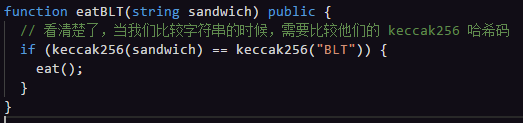 function eatBLT(string sandwich) public {
  // 看清楚了，当我们比较字符串的时候，需要比较他们的 keccak256 哈希码
  if (keccak256(sandwich) == keccak256("BLT")) {
    eat();
  }
}